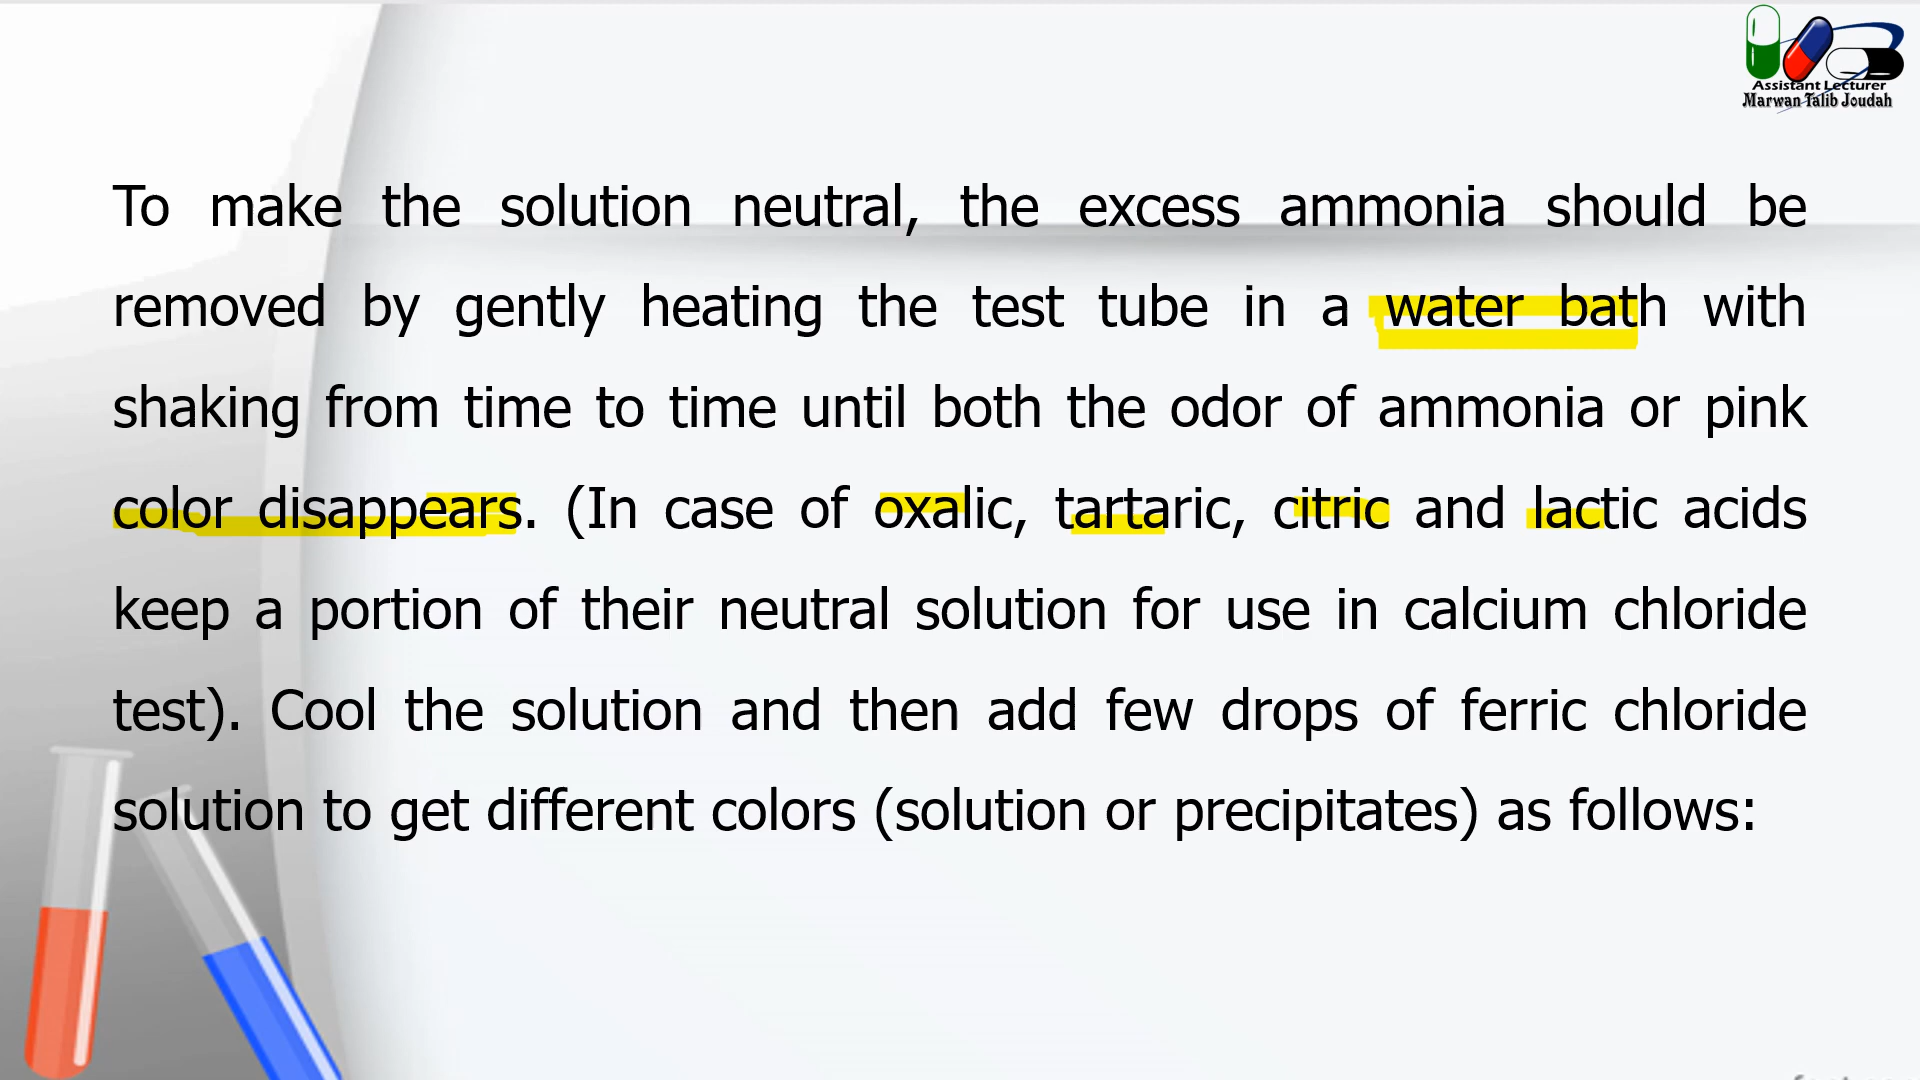 Assistant Lecturer
Marwan Talib Joudah
To make the solution neutral, the excess ammonia should be
removed by gently heating the test tube in a water bath with
shaking from time to time until both the odor of ammonia or pink
color disappears. (In case of oxalic, tartaric, citric and lactic acids
keep a portion of their neutral solution for use in calcium chloride
test). Cool the solution and then add few drops of ferric chloride
solution to get different colors (solution or precipitates) as follows: